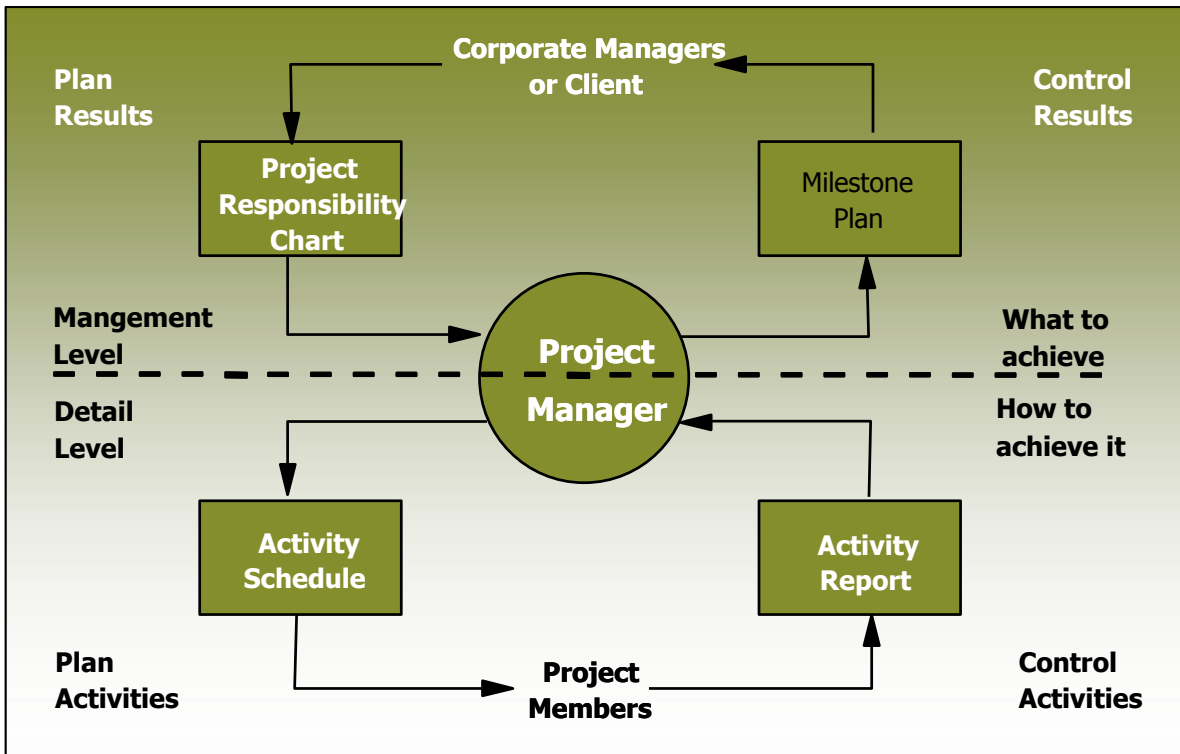 Corporate Managers
or Client
Plan
Results
Control
Results
Project
Responsibility
Chart
Milestone
Plan
Mangement
Level
What to
achieve
Project
Manager
Detail
Level
How to
achieve it
Activity
Schedule
Activity
Report
Plan
Activities
Project
Members
Control
Activities